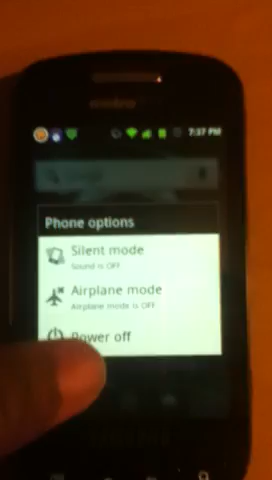 7:37 PM
Phone options
Silent mode
Sound is OFF
Airplane mode
Airplane mode is OFF
Power off